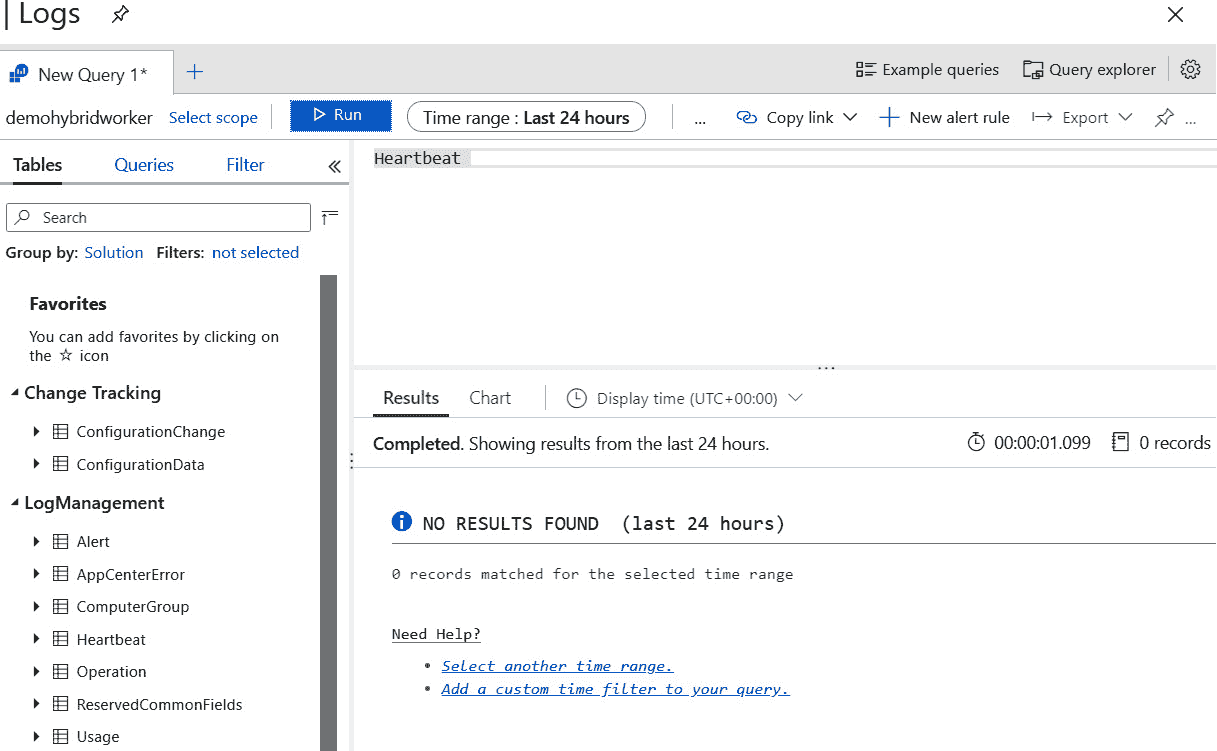 Logs
New Query 1*
Example queries
Query explorer
demohybridworker
Select scope
Run
Time range : Last 24 hours
...
Copy link
New alert rule
Export
...
Tables
Queries
Filter
«
Search
Group by: Solution Filters: not selected
Favorites
You can add favorites by clicking on
the ☆ icon
Change Tracking
ConfigurationChange
ConfigurationData
LogManagement
Alert
AppCenterError
ComputerGroup
Heartbeat
Operation
ReservedCommonFields
Usage
Heartbeat
Results
Chart
Display time (UTC+00:00)
Completed. Showing results from the last 24 hours.
00:00:01.099
0 records
NO RESULTS FOUND (last 24 hours)
0 records matched for the selected time range
Need Help?
• Select another time range.
• Add a custom time filter to your query.